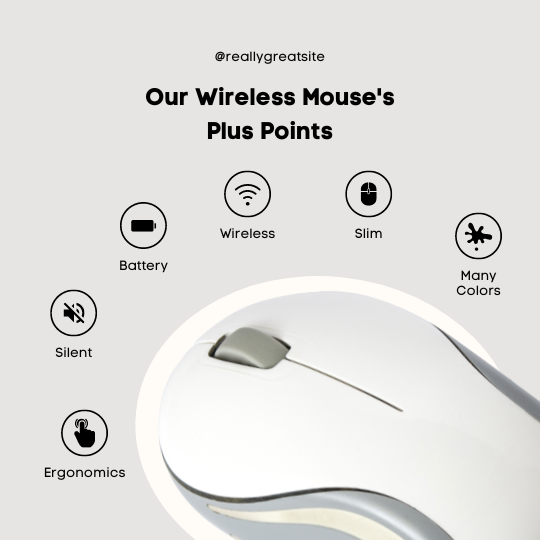 @reallygreatsite
Our Wireless Mouse's
Plus Points
Wireless
Slim
Battery
Many
Colors
Silent
Ergonomics